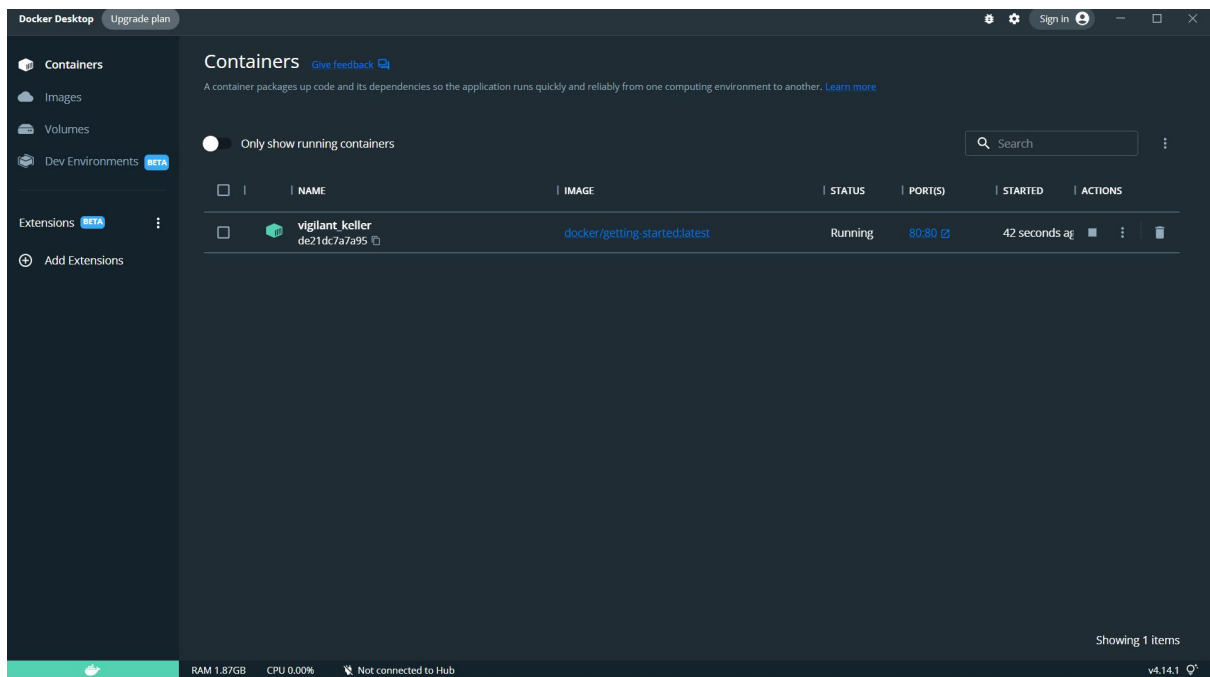 Docker Desktop Upgrade plan Sign in
Containers
Images
Volumes
Dev Environments BETA
Extensions BETA
Add Extensions
Containers Give feedback
A container packages up code and its dependencies so the application runs quickly and reliably from one computing environment to another. Learn more
Only show running containers Search
NAME IMAGE STATUS PORT(S) STARTED ACTIONS
vigilant_keller docker/getting-started:latest Running 80:80 42 seconds ag
de21dc7a7a95
Showing 1 items
RAM 1.87GB CPU 0.00% Not connected to Hub v4.14.1